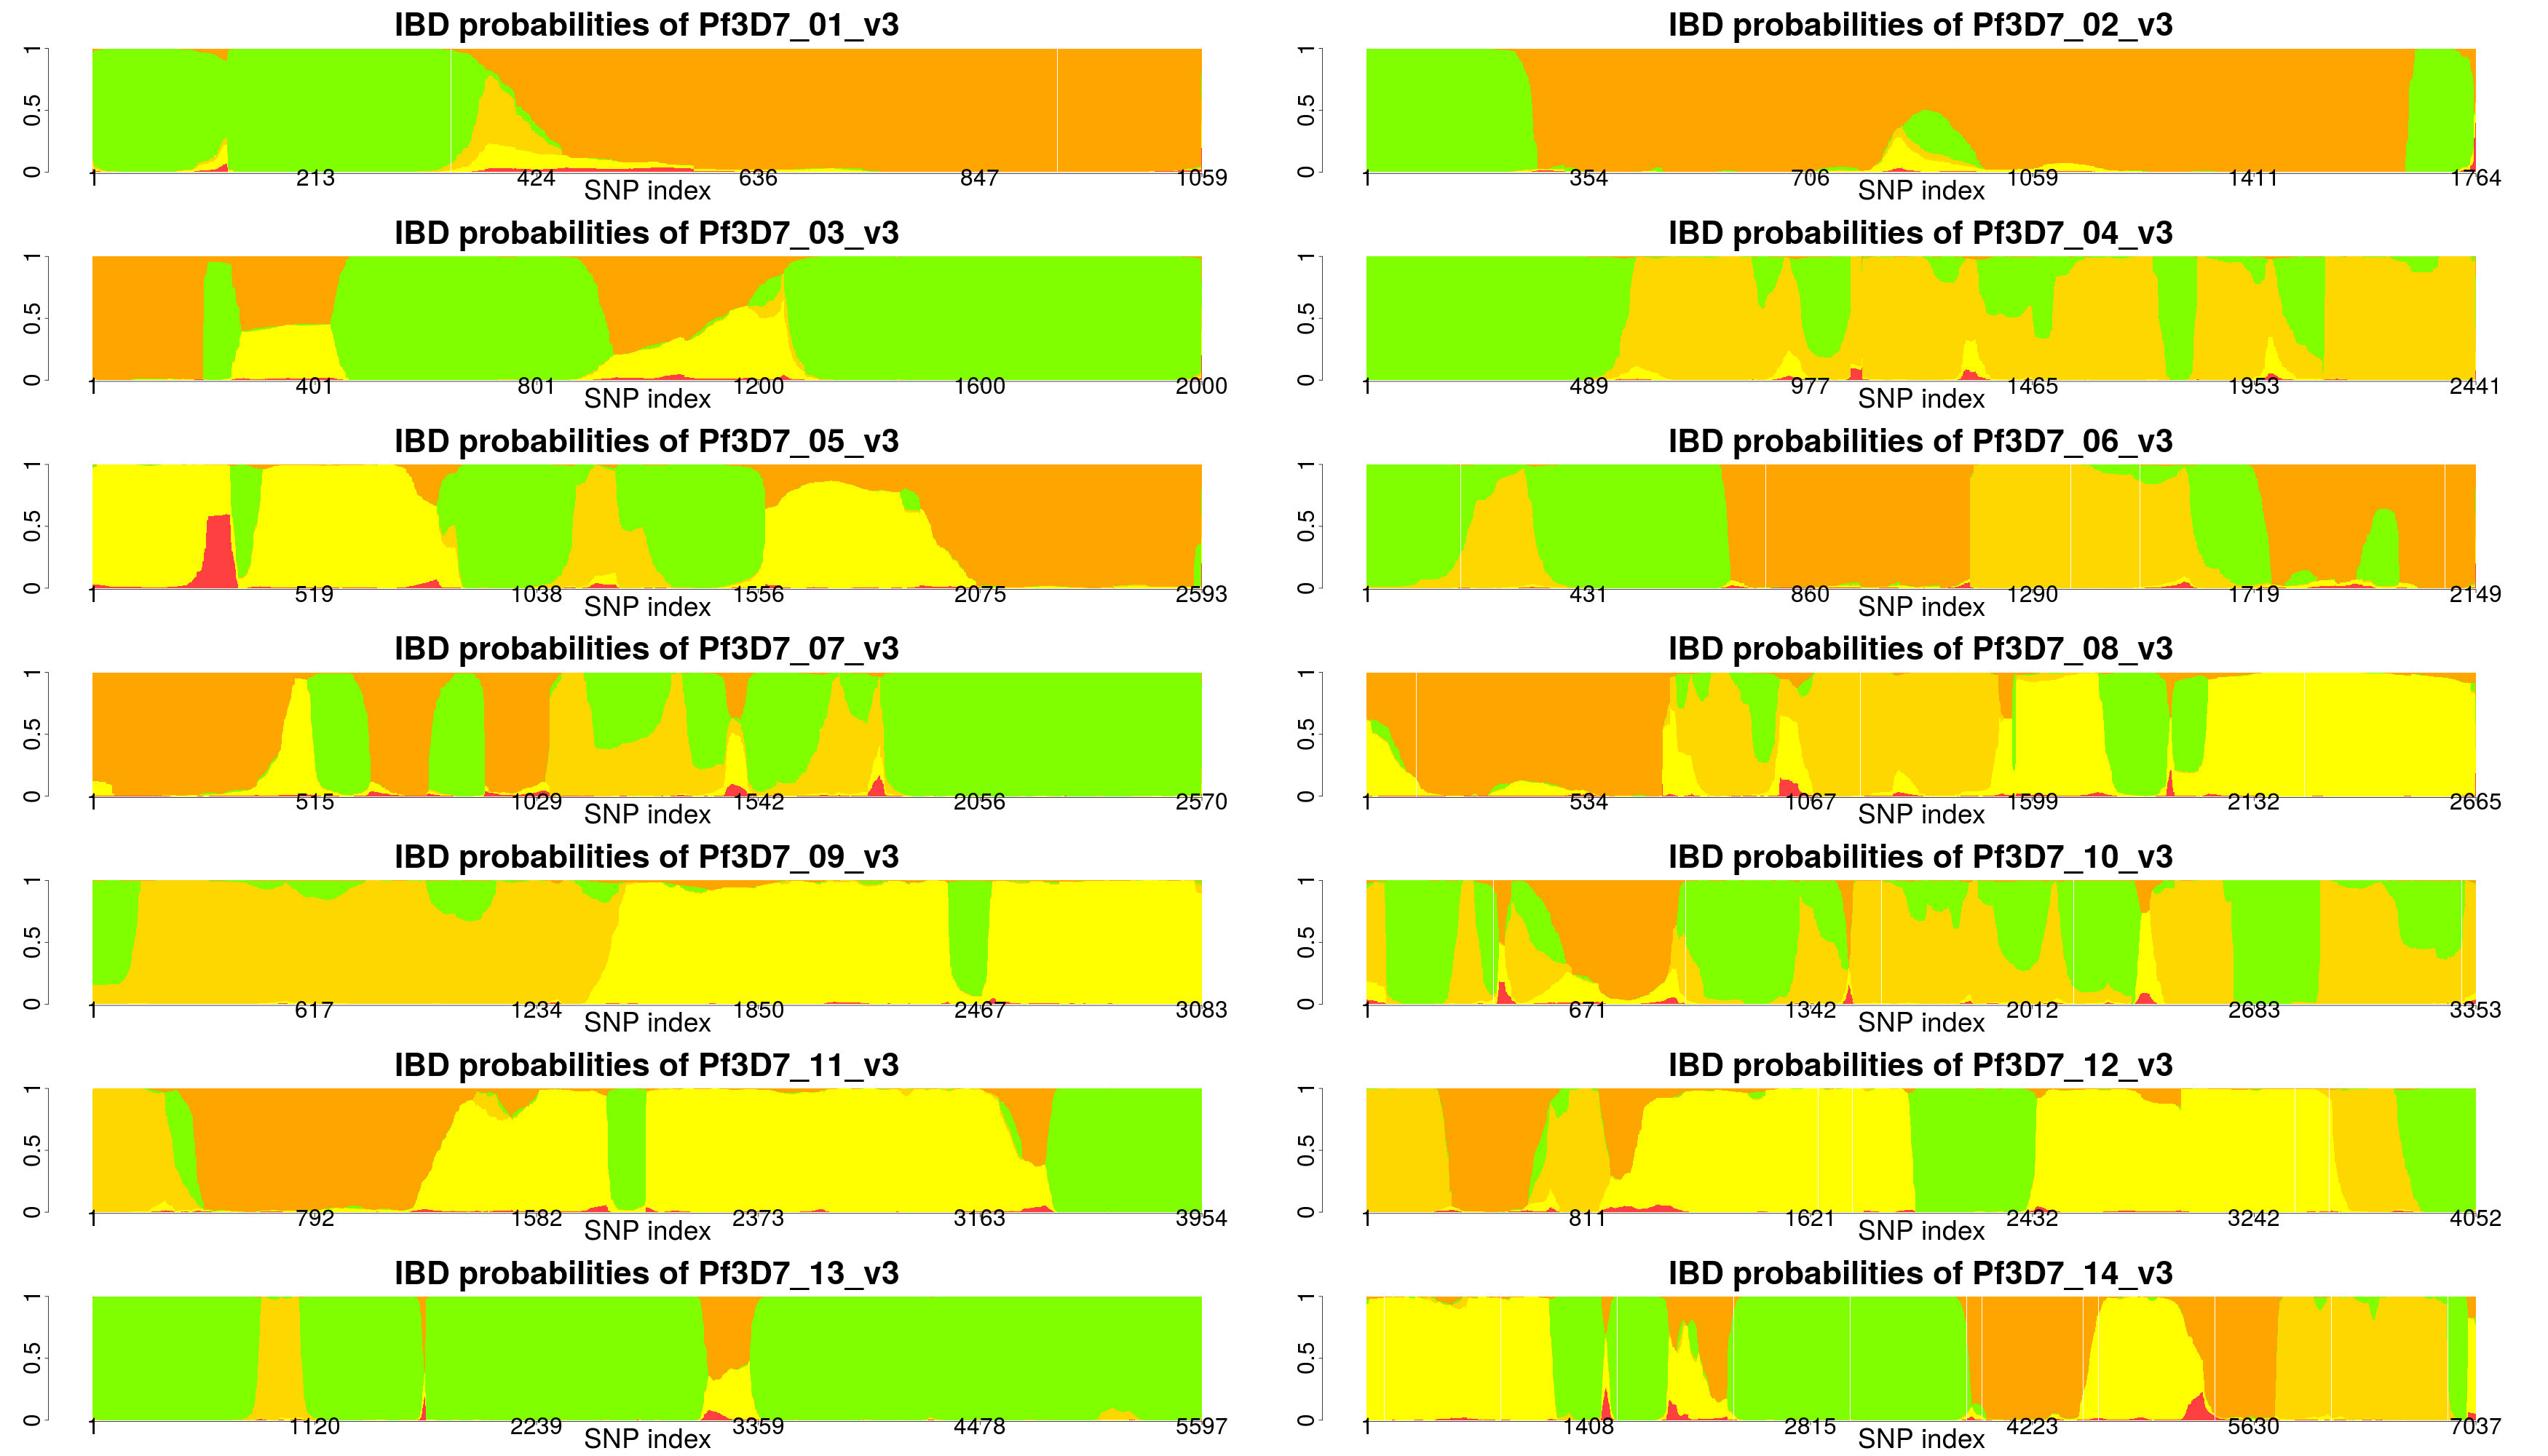 IBD probabilities of Pf3D7_01_v3
0 0.5 1
1 213 424 636 847 1059
SNP index
IBD probabilities of Pf3D7_02_v3
0 0.5 1
1 354 706 1059 1411 1764
SNP index
IBD probabilities of Pf3D7_03_v3
0 0.5 1
1 401 801 1200 1600 2000
SNP index
IBD probabilities of Pf3D7_04_v3
0 0.5 1
1 489 977 1465 1953 2441
SNP index
IBD probabilities of Pf3D7_05_v3
0 0.5 1
1 519 1038 1556 2075 2593
SNP index
IBD probabilities of Pf3D7_06_v3
0 0.5 1
1 431 860 1290 1719 2149
SNP index
IBD probabilities of Pf3D7_07_v3
0 0.5 1
1 515 1029 1542 2056 2570
SNP index
IBD probabilities of Pf3D7_08_v3
0 0.5 1
1 534 1067 1599 2132 2665
SNP index
IBD probabilities of Pf3D7_09_v3
0 0.5 1
1 617 1234 1850 2467 3083
SNP index
IBD probabilities of Pf3D7_10_v3
0 0.5 1
1 671 1342 2012 2683 3353
SNP index
IBD probabilities of Pf3D7_11_v3
0 0.5 1
1 792 1582 2373 3163 3954
SNP index
IBD probabilities of Pf3D7_12_v3
0 0.5 1
1 811 1621 2432 3242 4052
SNP index
IBD probabilities of Pf3D7_13_v3
0 0.5 1
1 1120 2239 3359 4478 5597
SNP index
IBD probabilities of Pf3D7_14_v3
0 0.5 1
1 1408 2815 4223 5630 7037
SNP index